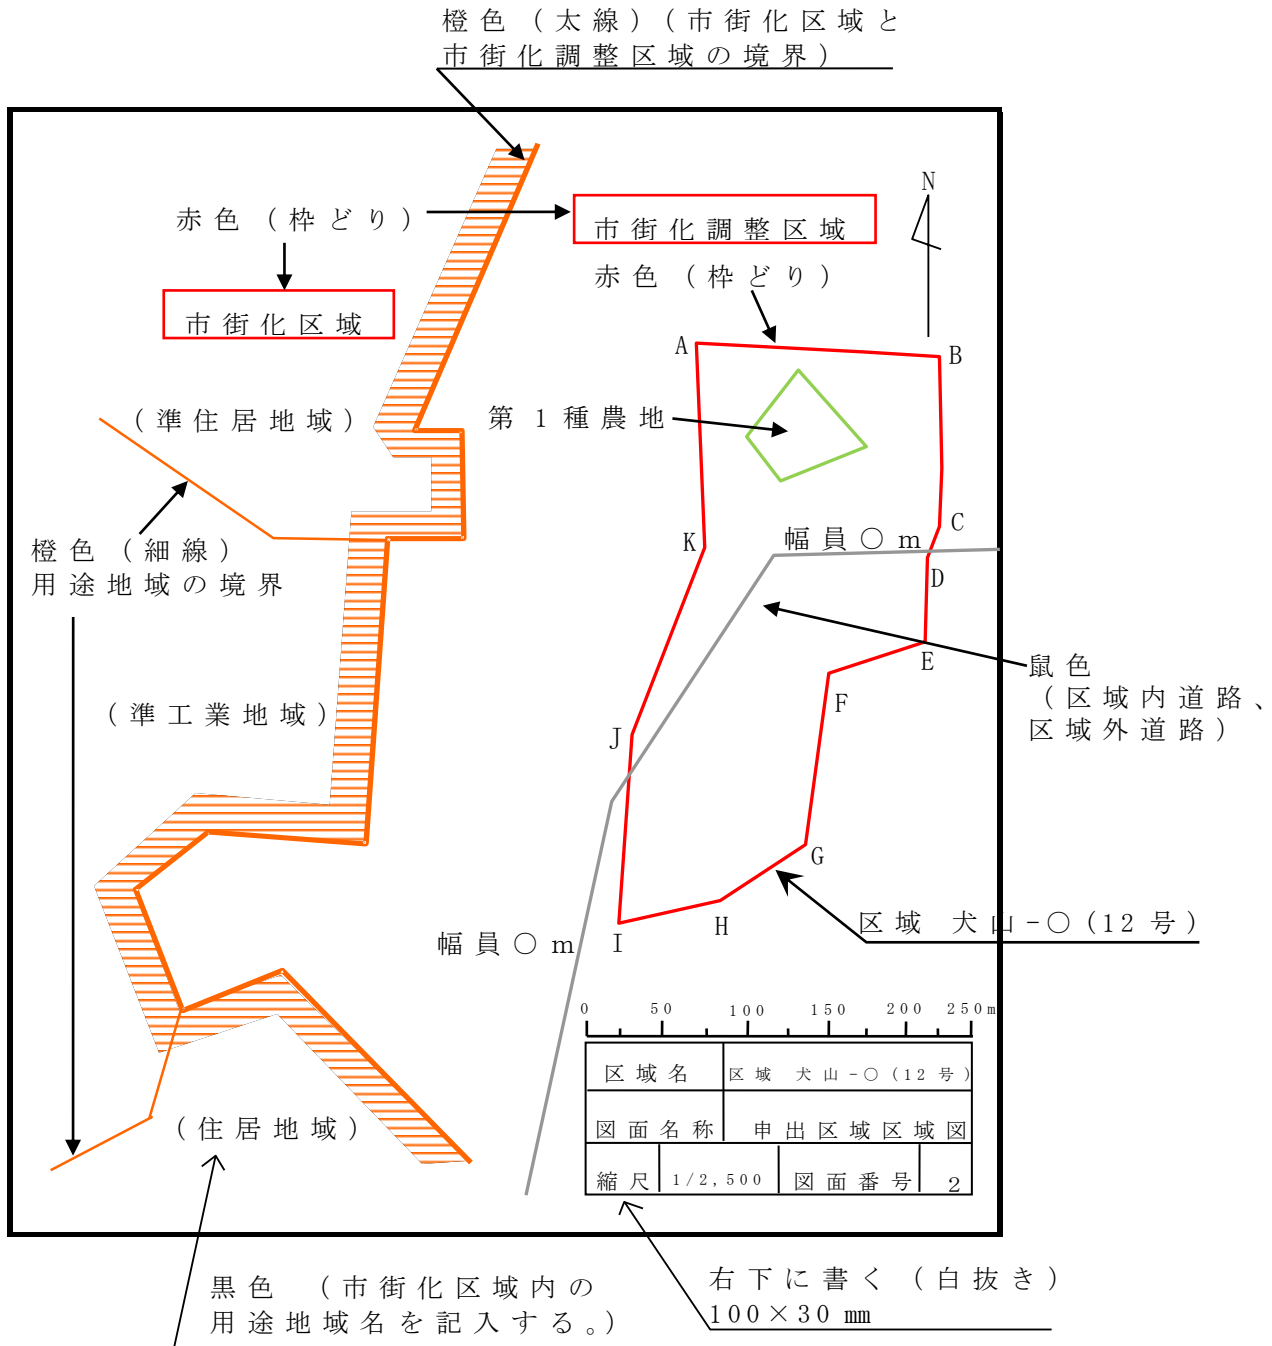 橙色（太線）（市街化区域と
市街化調整区域の境界）
N
赤色（枠どり）
市街化調整区域
赤色（枠どり）
市街化区域
A
B
（準住居地域）
第１種農地
C
K
幅員○ｍ
橙色（細線）
用途地域の境界
D
E
鼠色
（区域内道路、
区域外道路）
F
（準工業地域）
J
G
区域　犬山－○(12号)
H
I
幅員○ｍ
0 50 100 150 200 250m
区域名 区域　犬山－○(12号)
図面名称 申出区域区域図
縮尺 1/2,500 図面番号 2
（住居地域）
黒色　（市街化区域内の
用途地域名を記入する。）
右下に書く（白抜き）
100×30㎜